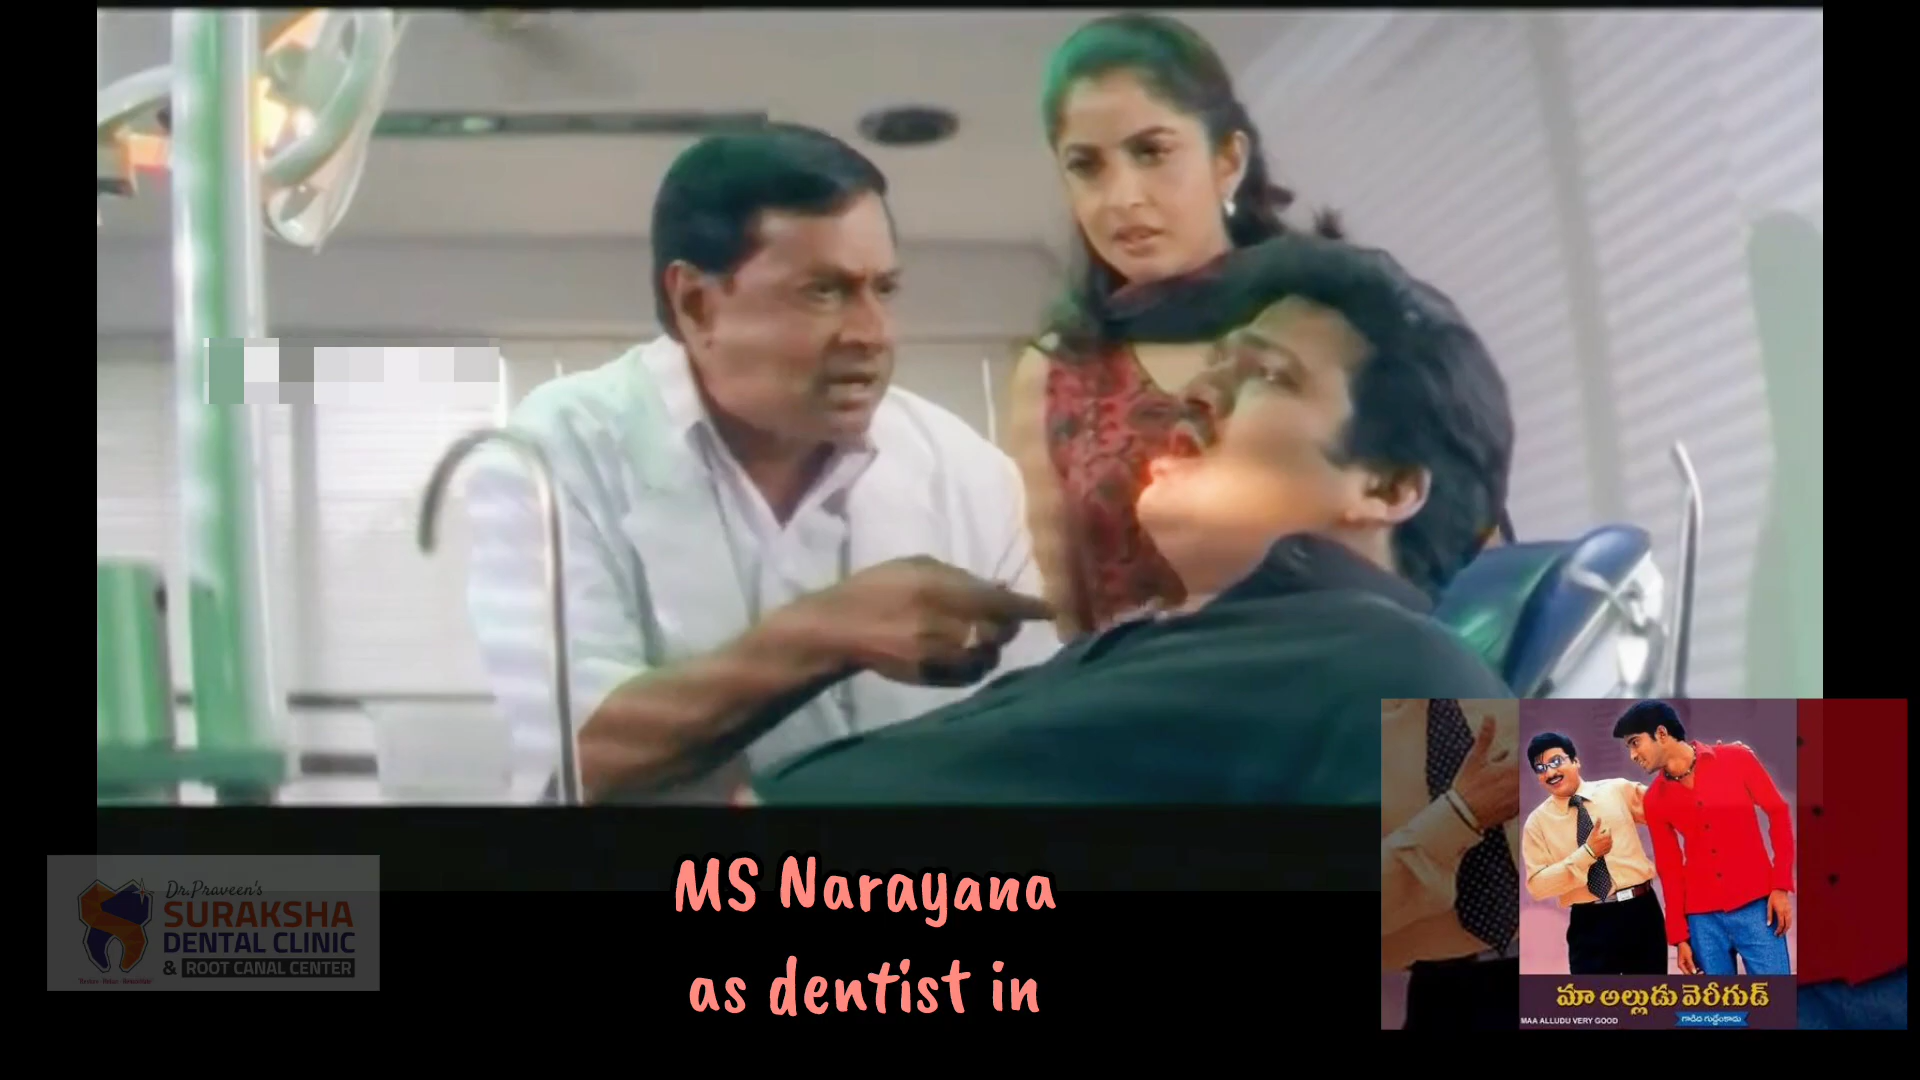 MS Narayana
as dentist in
Dr.Praveen's
SURAKSHA
DENTAL CLINIC
& ROOT CANAL CENTER
మా అల్లుడు వెరీగుడ్
MAA ALLUDU VERY GOOD
గాడిద గుడ్డుంకాదు